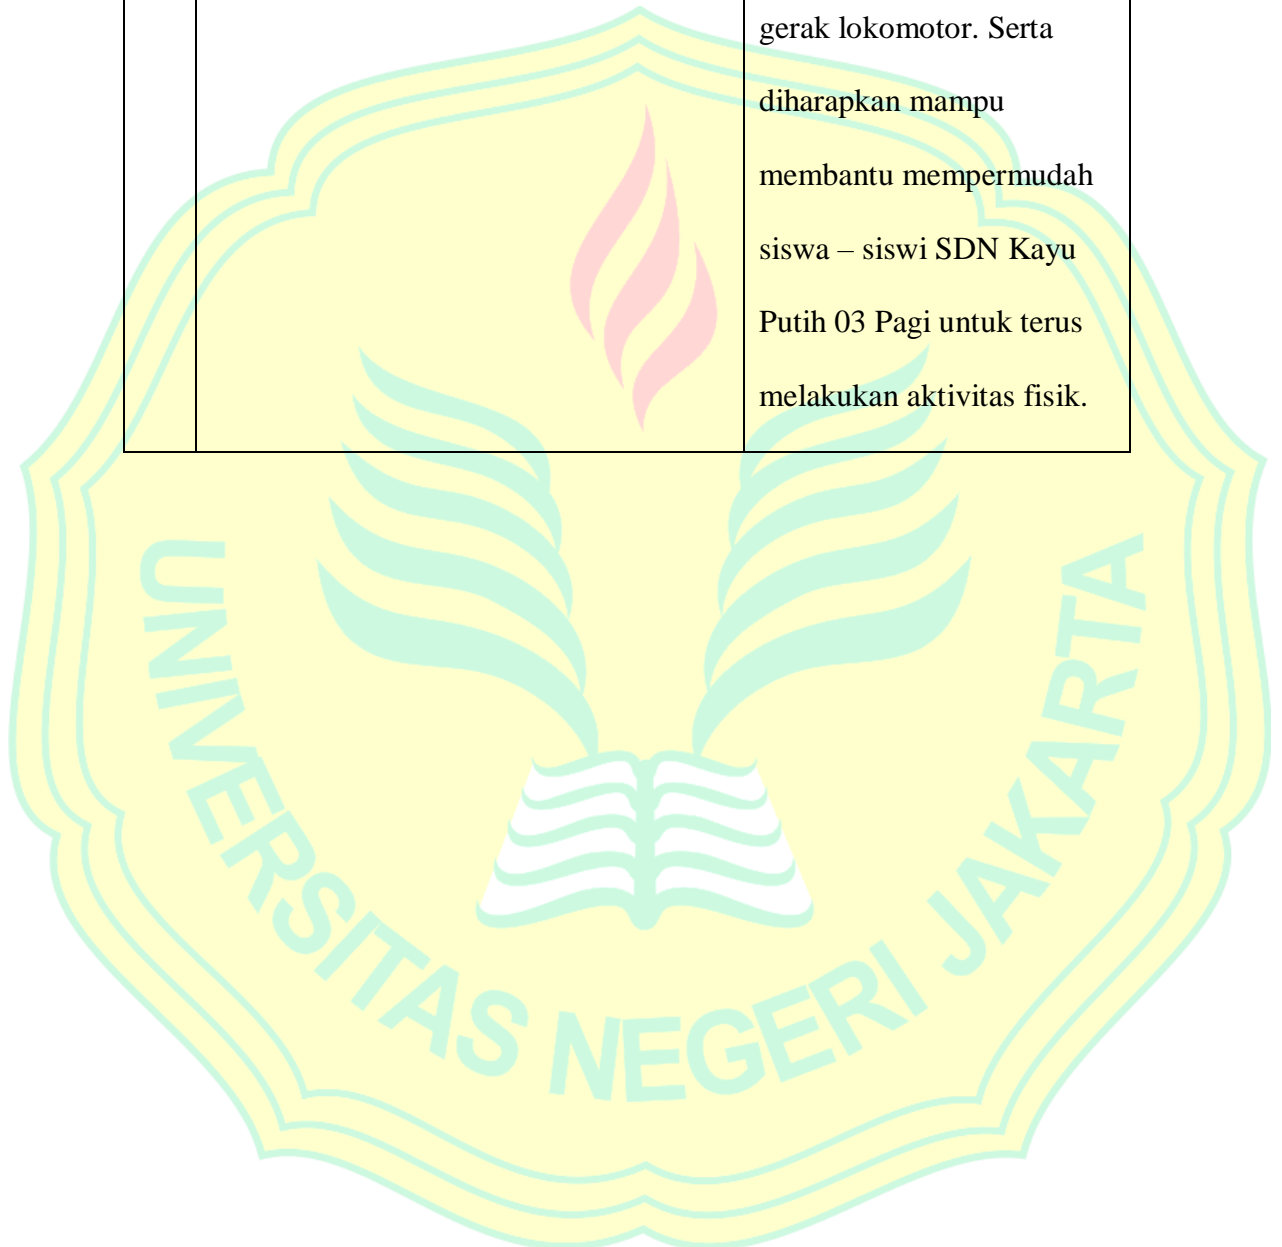 gerak lokomotor. Serta
diharapkan mampu
membantu mempermudah
siswa – siswi SDN Kayu
Putih 03 Pagi untuk terus
melakukan aktivitas fisik.
UNIVERSITAS NEGERI JAKARTA